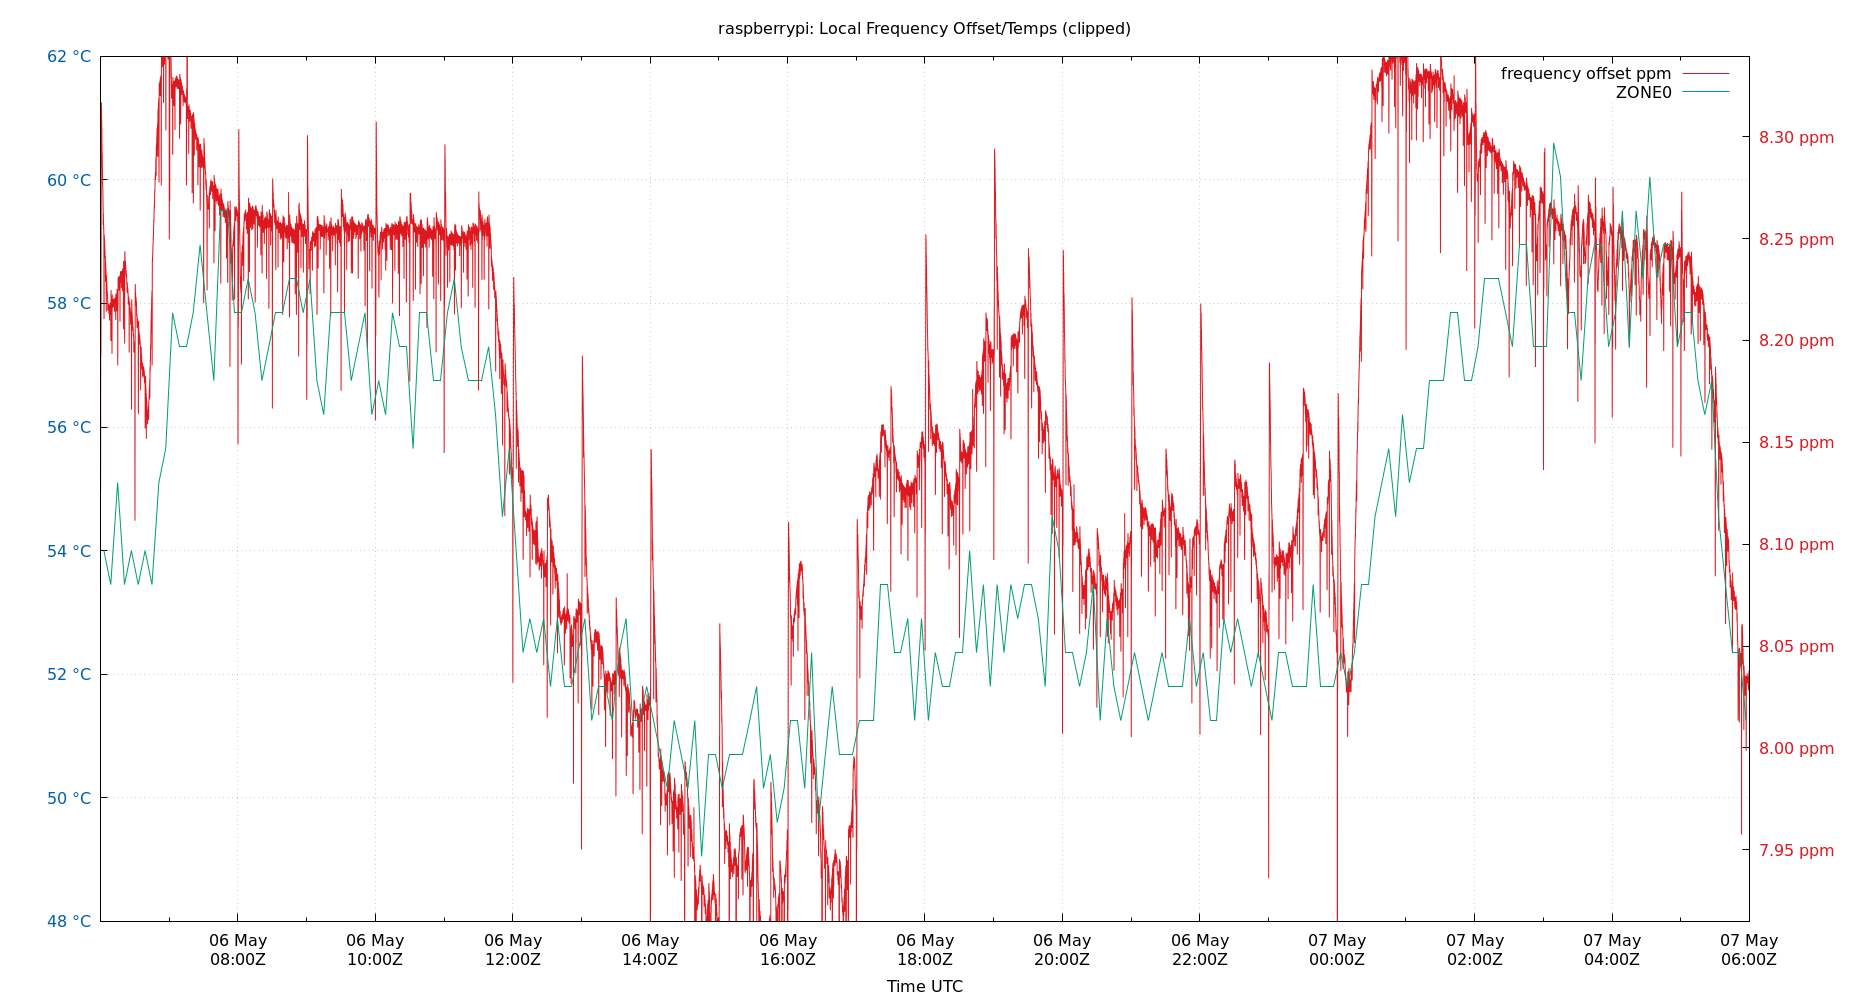 raspberrypi: Local Frequency Offset/Temps (clipped)
frequency offset ppm
ZONE0
62 °C
60 °C
58 °C
56 °C
54 °C
52 °C
50 °C
48 °C
8.30 ppm
8.25 ppm
8.20 ppm
8.15 ppm
8.10 ppm
8.05 ppm
8.00 ppm
7.95 ppm
06 May 06 May 06 May 06 May 06 May 06 May 06 May 06 May 07 May 07 May 07 May 07 May
08:00Z 10:00Z 12:00Z 14:00Z 16:00Z 18:00Z 20:00Z 22:00Z 00:00Z 02:00Z 04:00Z 06:00Z
Time UTC